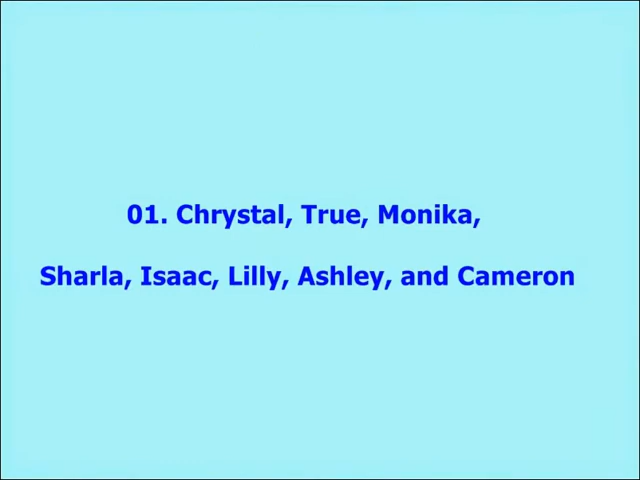 01. Chrystal, True, Monika,
Sharla, Isaac, Lilly, Ashley, and Cameron